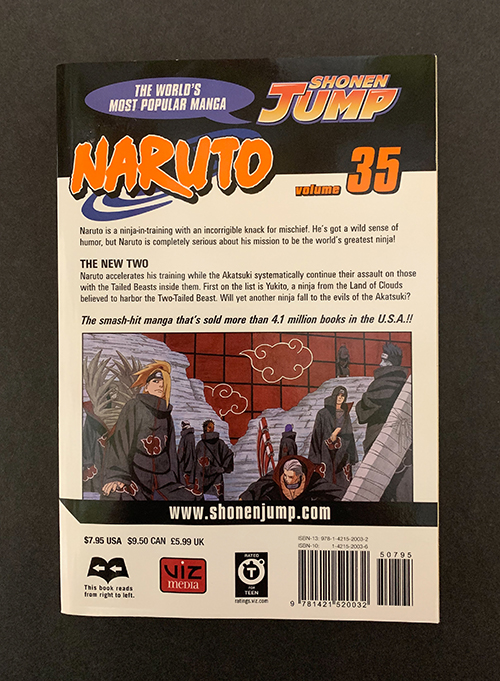 THE WORLD'S
MOST POPULAR MANGA
SHONEN
JUMP
NARUTO
volume 35
Naruto is a ninja-in-training with an incorrigible knack for mischief. He's got a wild sense of
humor, but Naruto is completely serious about his mission to be the world's greatest ninja!
THE NEW TWO
Naruto accelerates his training while the Akatsuki systematically continue their assault on those
with the Tailed Beasts inside them. First on the list is Yukito, a ninja from the Land of Clouds
believed to harbor the Two-Tailed Beast. Will yet another ninja fall to the evils of the Akatsuki?
The smash-hit manga that's sold more than 4.1 million books in the U.S.A.!!
www.shonenjump.com
$7.95 USA $9.50 CAN £5.99 UK
This book reads
from right to left.
VIZ
media
RATED
T
FOR
TEEN
ratings.viz.com
ISBN-13: 978-1-4215-2003-2
ISBN-10: 1-4215-2003-6
50795
9 781421 520032